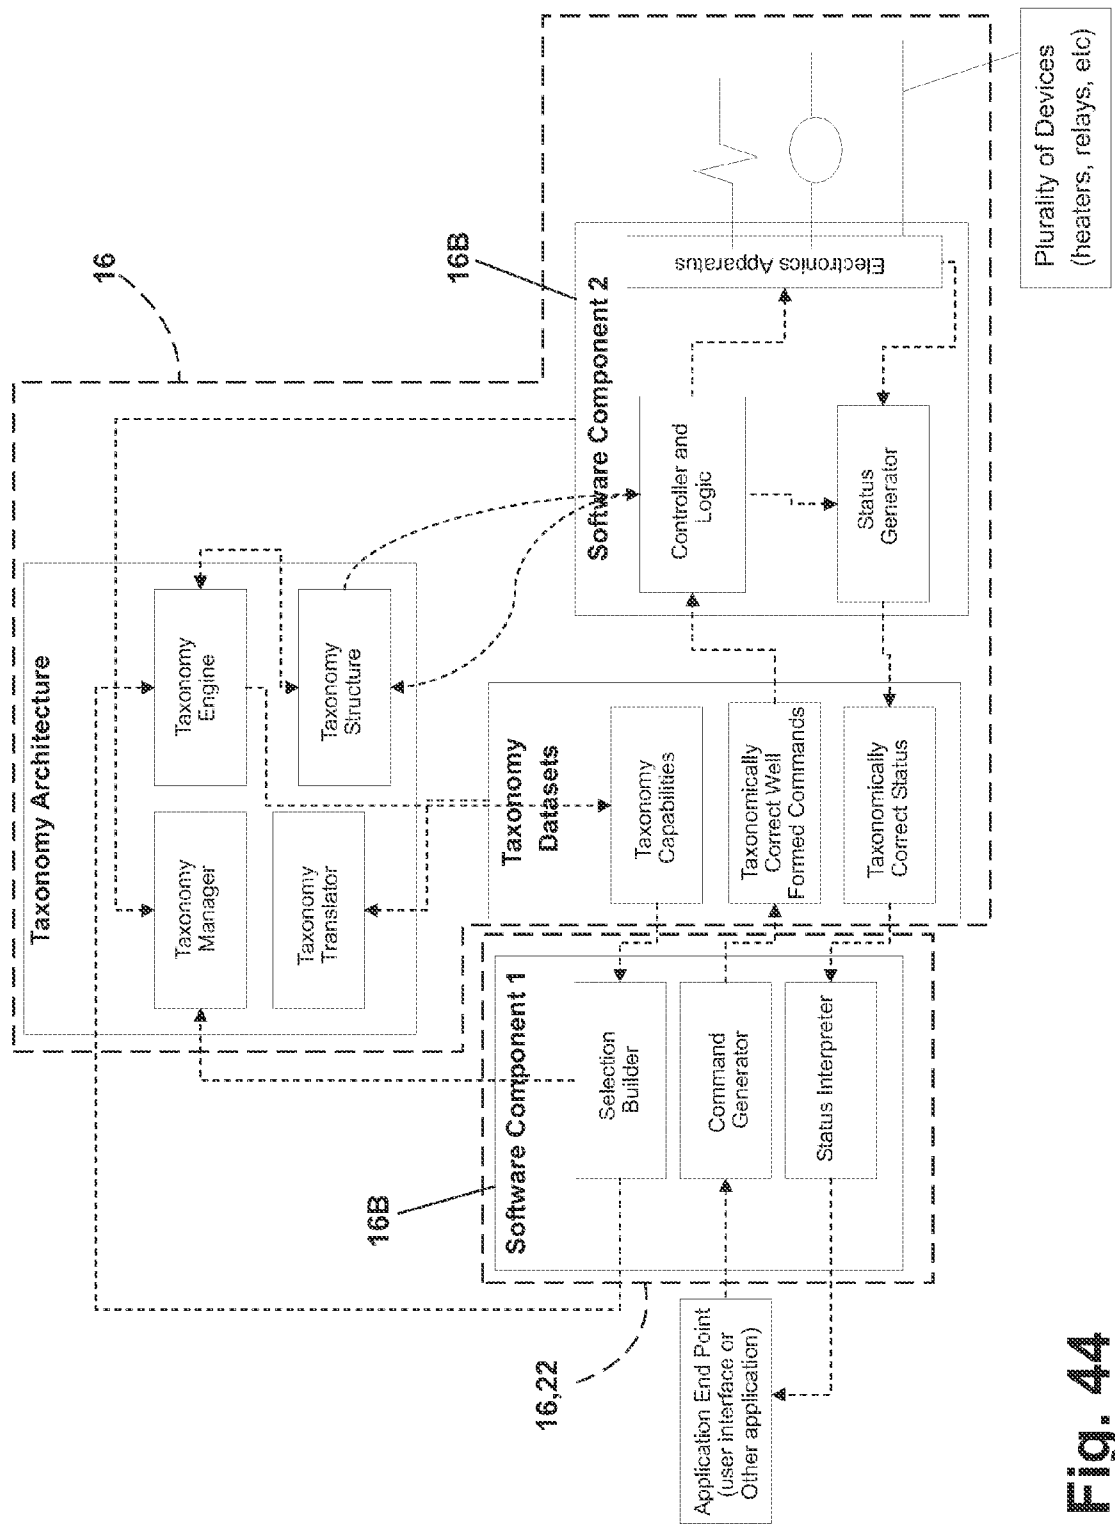 16
Taxonomy Architecture
Taxonomy
Manager
Taxonomy
Engine
Taxonomy
Translator
Taxonomy
Structure
16B
16B
16,22
Software Component 1
Selection
Builder
Command
Generator
Status Interpreter
Taxonomy
Datasets
Taxonomy
Capabilities
Taxonomically
Correct Well
Formed Commands
Taxonomically
Correct Status
Software Component 2
Controller and
Logic
Status
Generator
Electronics Apparatus
Application End Point
(user interface or
Other application)
Plurality of Devices
(heaters, relays, etc)
Fig. 44